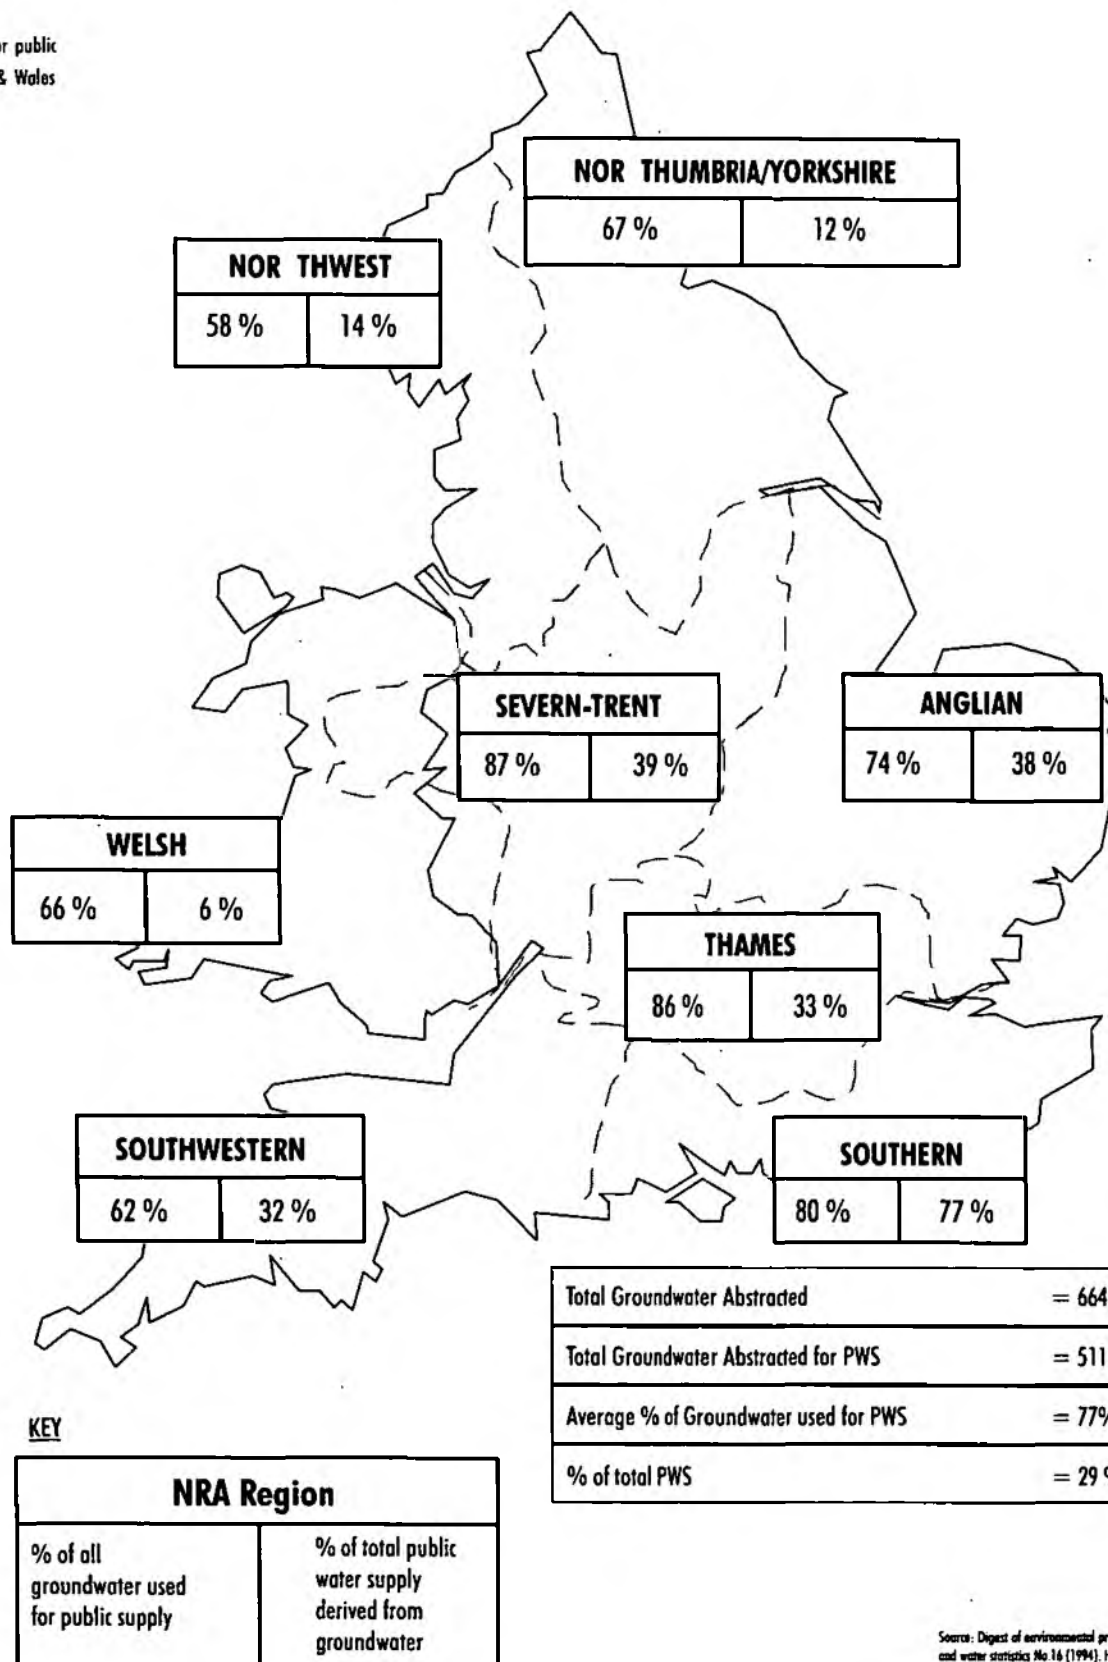 r public
& Wales
NOR THUMBRIA/YORKSHIRE
67 % 12 %
NOR THWEST
58 % 14 %
SEVERN-TRENT
87 % 39 %
ANGLIAN
74 % 38 %
WELSH
66 % 6 %
THAMES
86 % 33 %
SOUTHWESTERN
62 % 32 %
SOUTHERN
80 % 77 %
Total Groundwater Abstracted = 664
Total Groundwater Abstracted for PWS = 511
Average % of Groundwater used for PWS = 77%
% of total PWS = 29 %
KEY
NRA Region
% of all
groundwater used
for public supply
% of total public
water supply
derived from
groundwater
Source: Digest of environmental pr
and water statistics No.16 (1994).